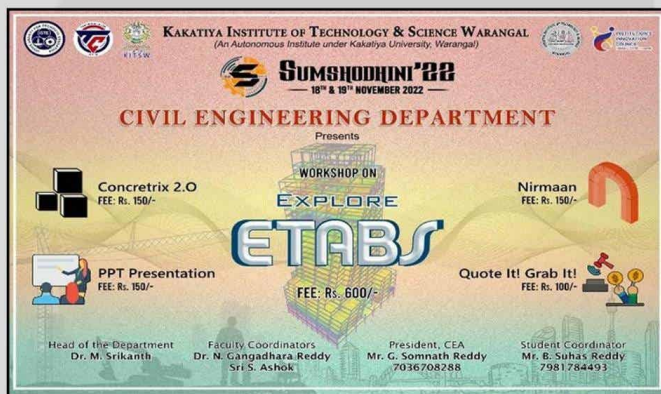 KAKATIYA INSTITUTE OF TECHNOLOGY & SCIENCE WARANGAL
(An Autonomous Institute under Kakatiya University, Warangal)
KITSW
SUMSHODHINI'22
18TH & 19TH NOVEMBER 2022
CIVIL ENGINEERING DEPARTMENT
Presents
WORKSHOP ON
EXPLORE
ETABS
FEE: Rs. 600/-
Concretrix 2.O
FEE: Rs. 150/-
PPT Presentation
FEE: Rs. 150/-
Nirmaan
FEE: Rs. 150/-
Quote It! Grab It!
FEE: Rs. 100/-
Head of the Department
Dr. M. Srikanth
Faculty Coordinators
Dr. N. Gangadhara Reddy
Sri S. Ashok
President, CEA
Mr. G. Somnath Reddy
7036708288
Student Coordinator
Mr. B. Suhas Reddy
7981784493